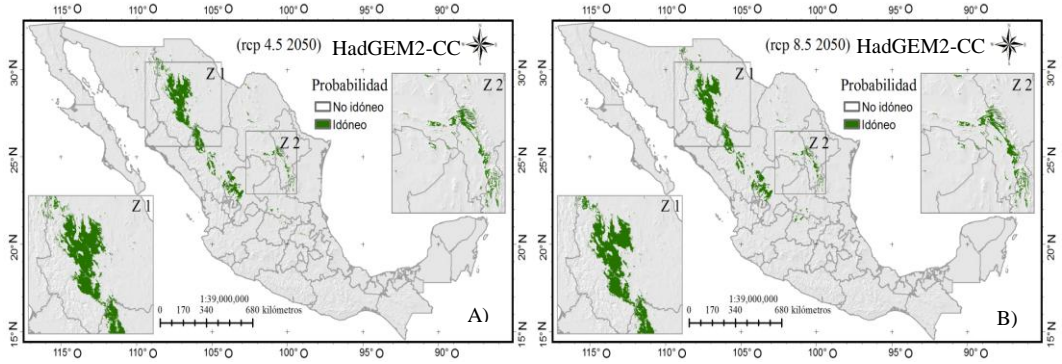 115° O 110° O 105° O 100° O 95° O 90° O
(rcp 4.5 2050) HadGEM2-CC
30°N
25°N
20°N
15°N
Probabilidad
No idóneo
Idóneo
Z 1
Z 2
Z 2
Z 1
1:39,000,000
0 170 340 680 kilómetros
A)
115° O 110° O 105° O 100° O 95° O 90° O
115° O 110° O 105° O 100° O 95° O 90° O
(rcp 8.5 2050) HadGEM2-CC
Probabilidad
No idóneo
Idóneo
Z 1
Z 2
Z 2
Z 1
1:39,000,000
0 170 340 680 kilómetros
B)
30°N
25°N
20°N
15°N
115° O 110° O 105° O 100° O 95° O 90° O